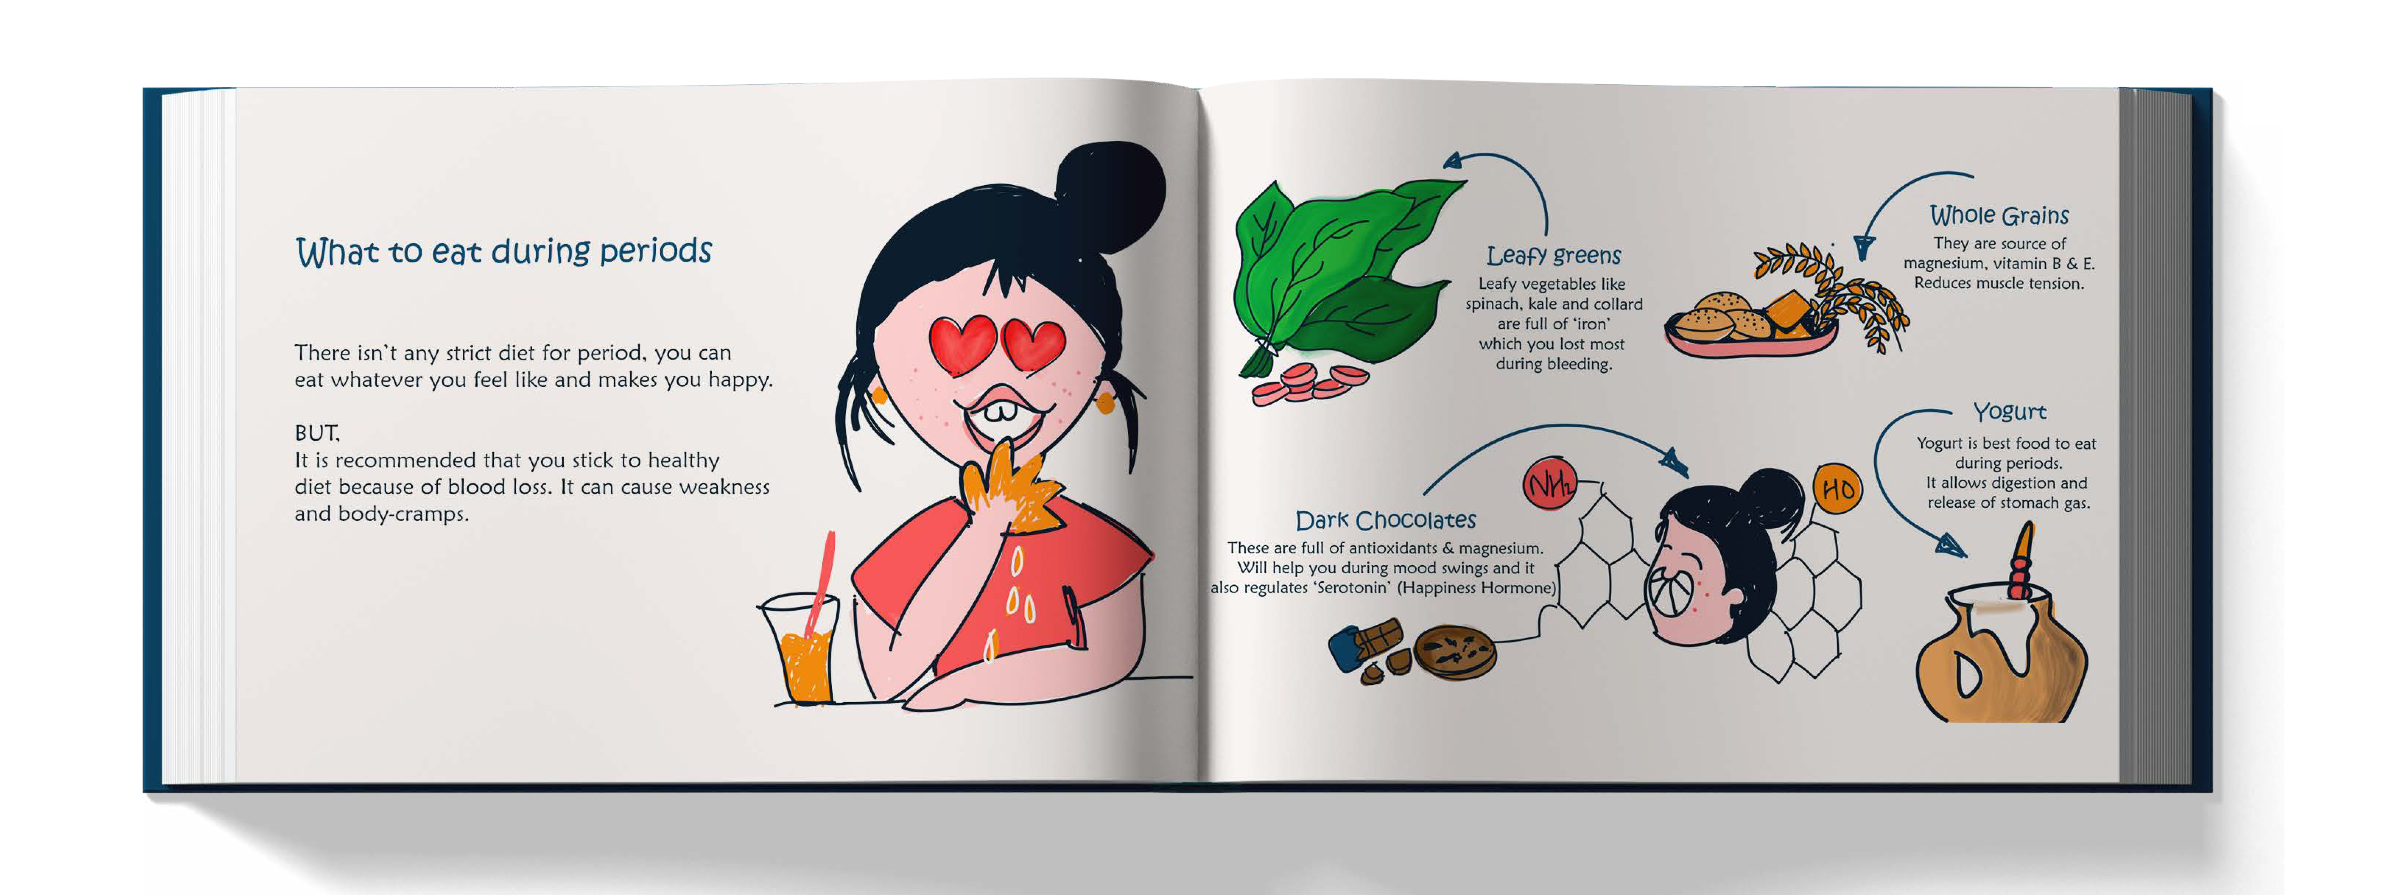 What to eat during periods
There isn't any strict diet for period, you can
eat whatever you feel like and makes you happy.
BUT,
It is recommended that you stick to healthy
diet because of blood loss. It can cause weakness
and body-cramps.
Leafy greens
Leafy vegetables like
spinach, kale and collard
are full of 'iron'
which you lost most
during bleeding.
Whole Grains
They are source of
magnesium, vitamin B & E.
Reduces muscle tension.
Dark Chocolates
These are full of antioxidants & magnesium.
Will help you during mood swings and it
also regulates 'Serotonin' (Happiness Hormone)
NH₂
HO
Yogurt
Yogurt is best food to eat
during periods.
It allows digestion and
release of stomach gas.